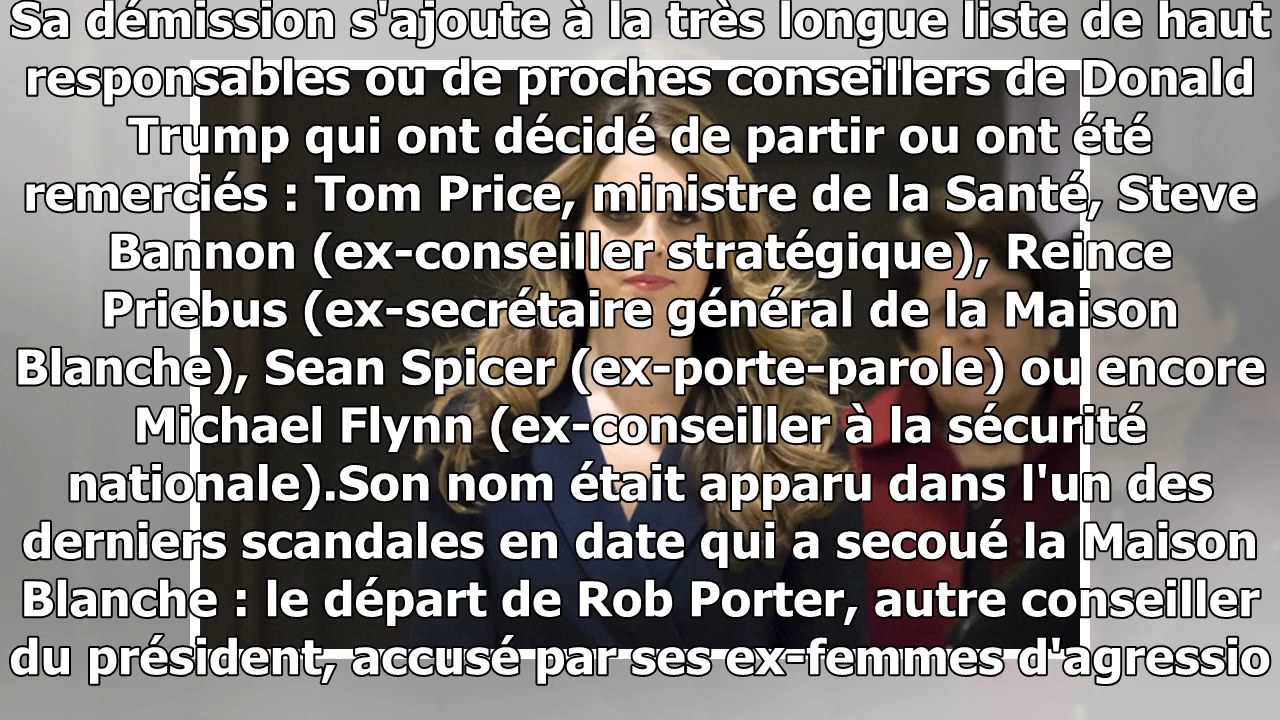 Sa démission s'ajoute à la très longue liste de haut
responsables ou de proches conseillers de Donald
Trump qui ont décidé de partir ou ont été
remerciés : Tom Price, ministre de la Santé, Steve
Bannon (ex-conseiller stratégique), Reince
Priebus (ex-secrétaire général de la Maison
Blanche), Sean Spicer (ex-porte-parole) ou encore
Michael Flynn (ex-conseiller à la sécurité
nationale).Son nom était apparu dans l'un des
derniers scandales en date qui a secoué la Maison
Blanche : le départ de Rob Porter, autre conseiller
du président, accusé par ses ex-femmes d'agressio